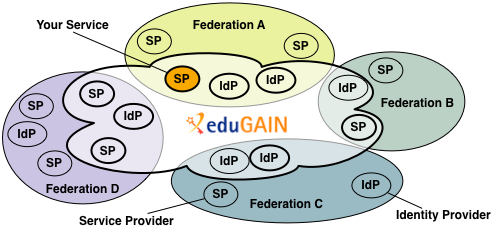 Your Service
Federation A
SP
SP
SP
IdP
IdP
SP
IdP
Federation B
SP
SP
SP
IdP
IdP
SP
SP
Federation D
eduGAIN
IdP
IdP
SP
IdP
Federation C
Service Provider
Identity Provider